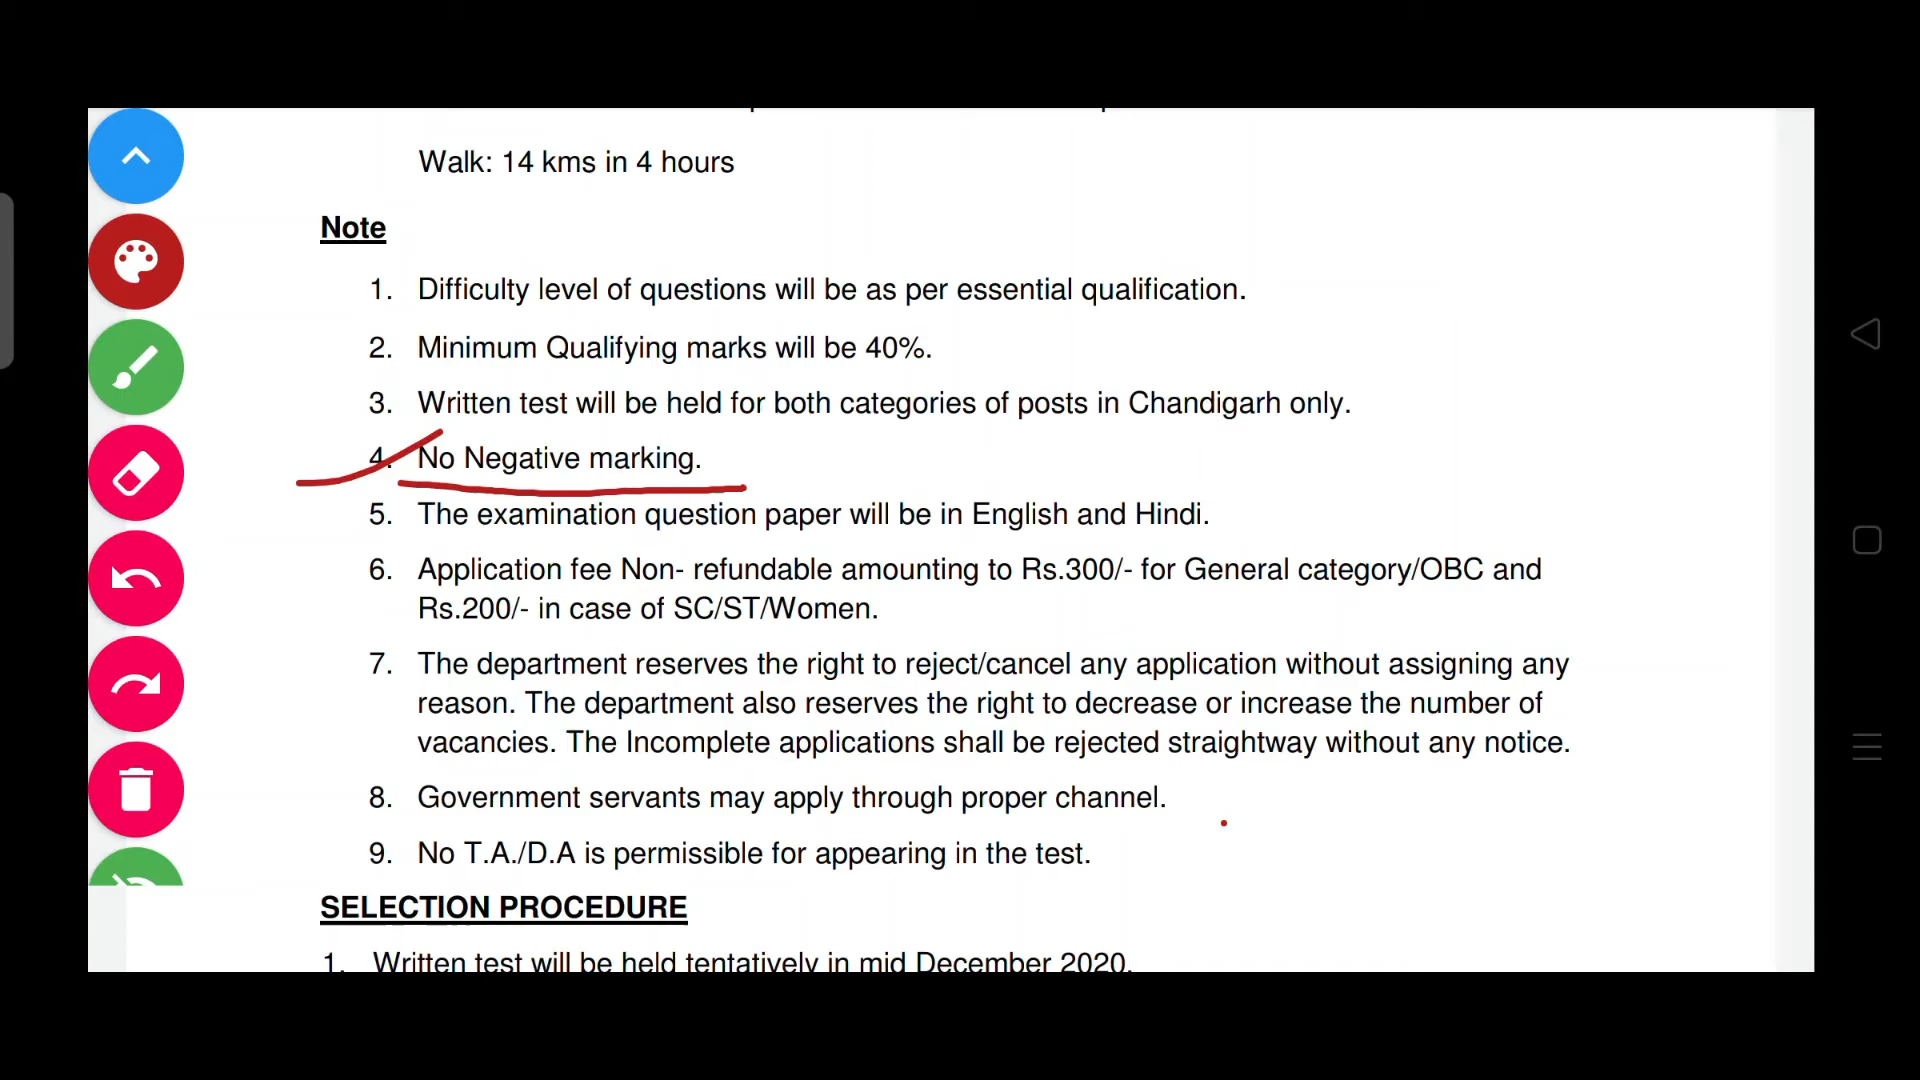 Walk: 14 kms in 4 hours
Note
1. Difficulty level of questions will be as per essential qualification.
2. Minimum Qualifying marks will be 40%.
3. Written test will be held for both categories of posts in Chandigarh only.
4. No Negative marking.
5. The examination question paper will be in English and Hindi.
6. Application fee Non- refundable amounting to Rs.300/- for General category/OBC and
Rs.200/- in case of SC/ST/Women.
7. The department reserves the right to reject/cancel any application without assigning any
reason. The department also reserves the right to decrease or increase the number of
vacancies. The Incomplete applications shall be rejected straightway without any notice.
8. Government servants may apply through proper channel.
9. No T.A./D.A is permissible for appearing in the test.
SELECTION PROCEDURE
1. Written test will be held tentatively in mid December 2020.